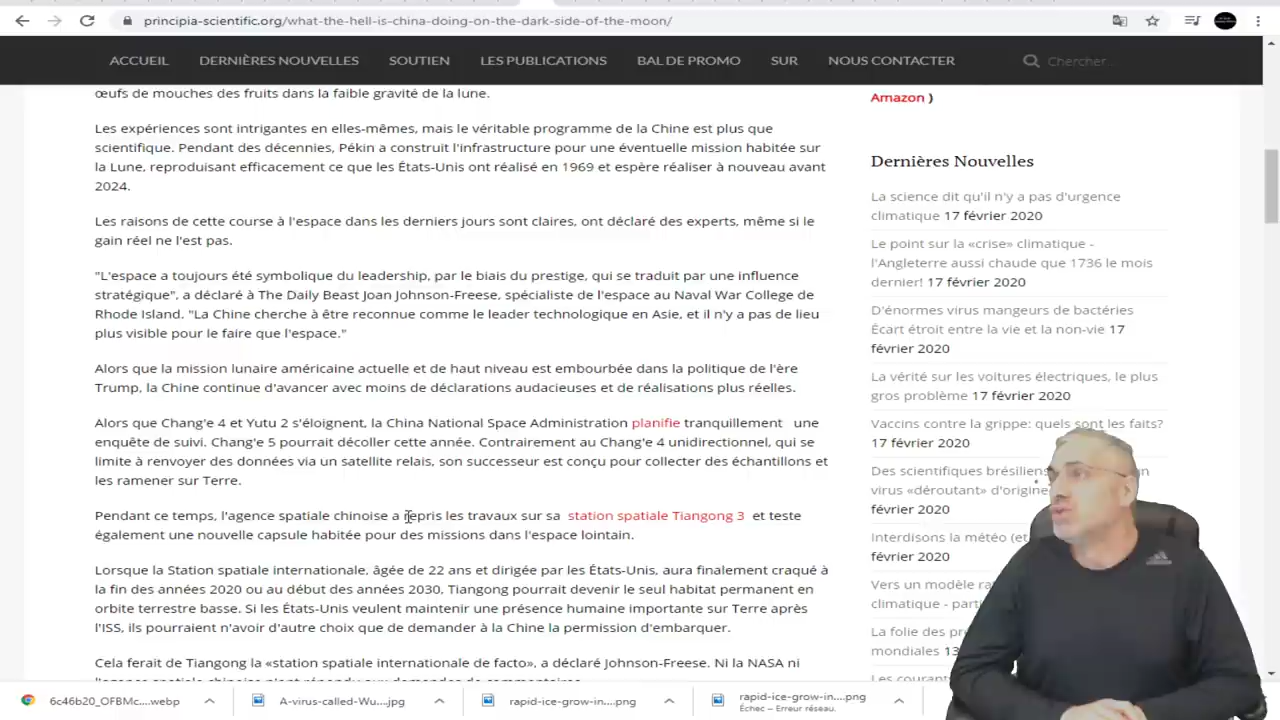 principia-scientific.org/what-the-hell-is-china-doing-on-the-dark-side-of-the-moon/
ACCUEIL DERNIÈRES NOUVELLES SOUTIEN LES PUBLICATIONS BAL DE PROMO SUR NOUS CONTACTER Chercher...
œufs de mouches des fruits dans la faible gravité de la lune.
Les expériences sont intrigantes en elles-mêmes, mais le véritable programme de la Chine est plus que
scientifique. Pendant des décennies, Pékin a construit l'infrastructure pour une éventuelle mission habitée sur
la Lune, reproduisant efficacement ce que les États-Unis ont réalisé en 1969 et espère réaliser à nouveau avant
2024.
Les raisons de cette course à l'espace dans les derniers jours sont claires, ont déclaré des experts, même si le
gain réel ne l'est pas.
"L'espace a toujours été symbolique du leadership, par le biais du prestige, qui se traduit par une influence
stratégique", a déclaré à The Daily Beast Joan Johnson-Freese, spécialiste de l'espace au Naval War College de
Rhode Island. "La Chine cherche à être reconnue comme le leader technologique en Asie, et il n'y a pas de lieu
plus visible pour le faire que l'espace."
Alors que la mission lunaire américaine actuelle et de haut niveau est embourbée dans la politique de l'ère
Trump, la Chine continue d'avancer avec moins de déclarations audacieuses et de réalisations plus réelles.
Alors que Chang'e 4 et Yutu 2 s'éloignent, la China National Space Administration planifie tranquillement une
enquête de suivi. Chang'e 5 pourrait décoller cette année. Contrairement au Chang'e 4 unidirectionnel, qui se
limite à renvoyer des données via un satellite relais, son successeur est conçu pour collecter des échantillons et
les ramener sur Terre.
Pendant ce temps, l'agence spatiale chinoise a repris les travaux sur sa station spatiale Tiangong 3 et teste
également une nouvelle capsule habitée pour des missions dans l'espace lointain.
Lorsque la Station spatiale internationale, âgée de 22 ans et dirigée par les États-Unis, aura finalement craqué à
la fin des années 2020 ou au début des années 2030, Tiangong pourrait devenir le seul habitat permanent en
orbite terrestre basse. Si les États-Unis veulent maintenir une présence humaine importante sur Terre après
l'ISS, ils pourraient n'avoir d'autre choix que de demander à la Chine la permission d'embarquer.
Cela ferait de Tiangong la «station spatiale internationale de facto», a déclaré Johnson-Freese. Ni la NASA ni
Amazon )
Dernières Nouvelles
La science dit qu'il n'y a pas d'urgence
climatique 17 février 2020
Le point sur la «crise» climatique -
l'Angleterre aussi chaude que 1736 le mois
dernier! 17 février 2020
D'énormes virus mangeurs de bactéries
Écart étroit entre la vie et la non-vie 17
février 2020
La vérité sur les voitures électriques, le plus
gros problème 17 février 2020
Vaccins contre la grippe: quels sont les faits?
17 février 2020
Des scientifiques brésiliens
virus «déroutant» d'origine
février 2020
Interdisons la météo (et
février 2020
Vers un modèle
climatique -
La folie des
mondiales
Les
6c46b20_OFBMc....webp A-virus-called-Wu....jpg rapid-ice-grow-in....png rapid-ice-grow-in....png
Échec – Erreur réseau.
adidas